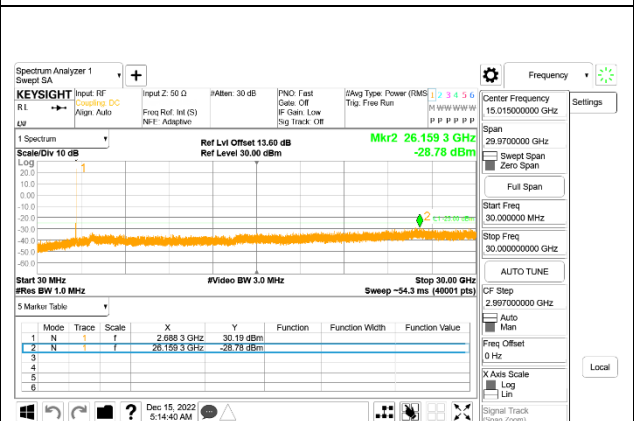 Spectrum Analyzer 1
Swept SA
+
Frequency
KEYSIGHT
RL
Input: RF
Coupling: DC
Align: Auto
Input Z: 50 Ω
Freq Ref: Int (S)
NFE: Adaptive
#Atten: 30 dB
PNO: Fast
Gate: Off
IF Gain: Low
Sig Track: Off
#Avg Type: Power (RMS
Trig: Free Run
1 2 3 4 5 6
M W W W W W
P P P P P P
Center Frequency
15.015000000 GHz
Settings
1 Spectrum
Scale/Div 10 dB
Ref Lvl Offset 13.60 dB
Ref Level 30.00 dBm
Mkr2 26.159 3 GHz
-28.78 dBm
Span
29.9700000 GHz
Swept Span
Zero Span
Full Span
Log
20.0
10.0
0.00
-10.0
-20.0
-30.0
-40.0
-50.0
-60.0
1
2
Start Freq
30.000000 MHz
Stop Freq
30.000000000 GHz
AUTO TUNE
Start 30 MHz
#Res BW 1.0 MHz
#Video BW 3.0 MHz
Stop 30.00 GHz
Sweep ~54.3 ms (40001 pts)
CF Step
2.997000000 GHz
Auto
Man
5 Marker Table
Mode Trace Scale X Y Function Function Width Function Value
1 N 1 f 2.688 3 GHz 30.19 dBm
2 N 1 f 26.159 3 GHz -28.78 dBm
3
4
5
6
Freq Offset
0 Hz
X Axis Scale
Log
Lin
Local
Signal Track
(Span Zoom)
?
Dec 15, 2022
5:14:40 AM